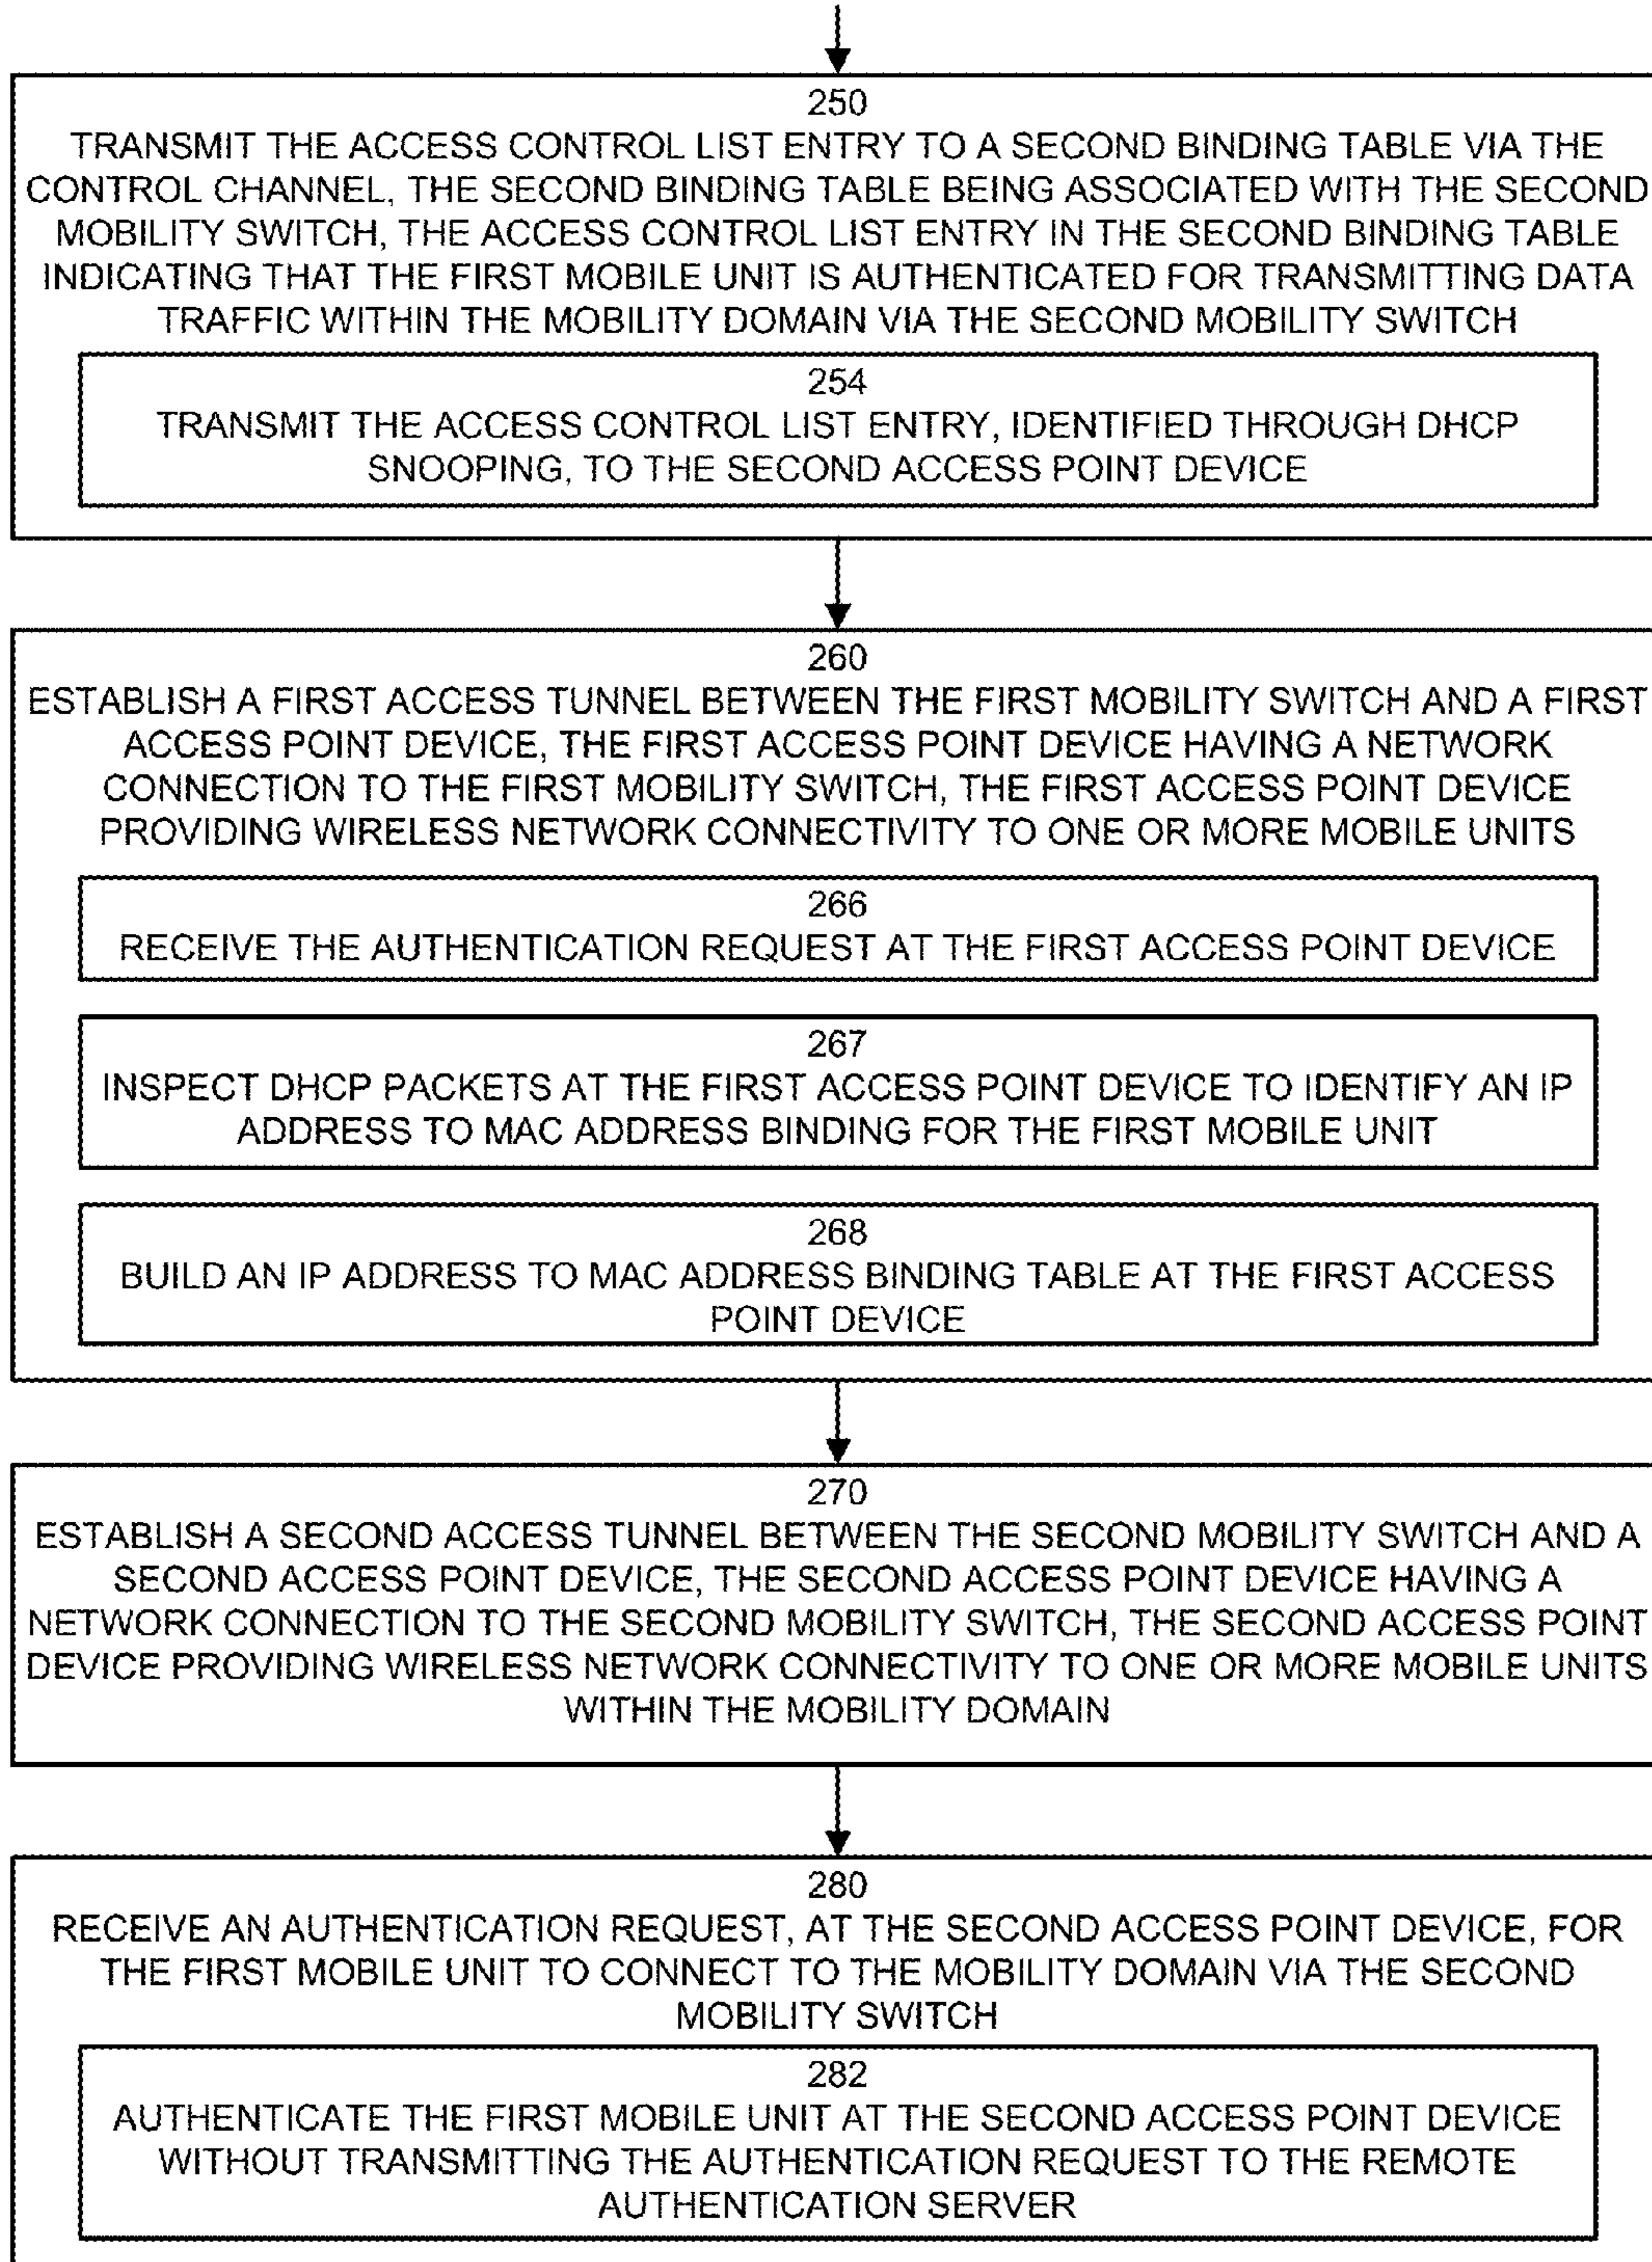 250
TRANSMIT THE ACCESS CONTROL LIST ENTRY TO A SECOND BINDING TABLE VIA THE
CONTROL CHANNEL, THE SECOND BINDING TABLE BEING ASSOCIATED WITH THE SECOND
MOBILITY SWITCH, THE ACCESS CONTROL LIST ENTRY IN THE SECOND BINDING TABLE
INDICATING THAT THE FIRST MOBILE UNIT IS AUTHENTICATED FOR TRANSMITTING DATA
TRAFFIC WITHIN THE MOBILITY DOMAIN VIA THE SECOND MOBILITY SWITCH
254
TRANSMIT THE ACCESS CONTROL LIST ENTRY, IDENTIFIED THROUGH DHCP
SNOOPING, TO THE SECOND ACCESS POINT DEVICE
260
ESTABLISH A FIRST ACCESS TUNNEL BETWEEN THE FIRST MOBILITY SWITCH AND A FIRST
ACCESS POINT DEVICE, THE FIRST ACCESS POINT DEVICE HAVING A NETWORK
CONNECTION TO THE FIRST MOBILITY SWITCH, THE FIRST ACCESS POINT DEVICE
PROVIDING WIRELESS NETWORK CONNECTIVITY TO ONE OR MORE MOBILE UNITS
266
RECEIVE THE AUTHENTICATION REQUEST AT THE FIRST ACCESS POINT DEVICE
267
INSPECT DHCP PACKETS AT THE FIRST ACCESS POINT DEVICE TO IDENTIFY AN IP
ADDRESS TO MAC ADDRESS BINDING FOR THE FIRST MOBILE UNIT
268
BUILD AN IP ADDRESS TO MAC ADDRESS BINDING TABLE AT THE FIRST ACCESS
POINT DEVICE
270
ESTABLISH A SECOND ACCESS TUNNEL BETWEEN THE SECOND MOBILITY SWITCH AND A
SECOND ACCESS POINT DEVICE, THE SECOND ACCESS POINT DEVICE HAVING A
NETWORK CONNECTION TO THE SECOND MOBILITY SWITCH, THE SECOND ACCESS POINT
DEVICE PROVIDING WIRELESS NETWORK CONNECTIVITY TO ONE OR MORE MOBILE UNITS
WITHIN THE MOBILITY DOMAIN
280
RECEIVE AN AUTHENTICATION REQUEST, AT THE SECOND ACCESS POINT DEVICE, FOR
THE FIRST MOBILE UNIT TO CONNECT TO THE MOBILITY DOMAIN VIA THE SECOND
MOBILITY SWITCH
282
AUTHENTICATE THE FIRST MOBILE UNIT AT THE SECOND ACCESS POINT DEVICE
WITHOUT TRANSMITTING THE AUTHENTICATION REQUEST TO THE REMOTE
AUTHENTICATION SERVER